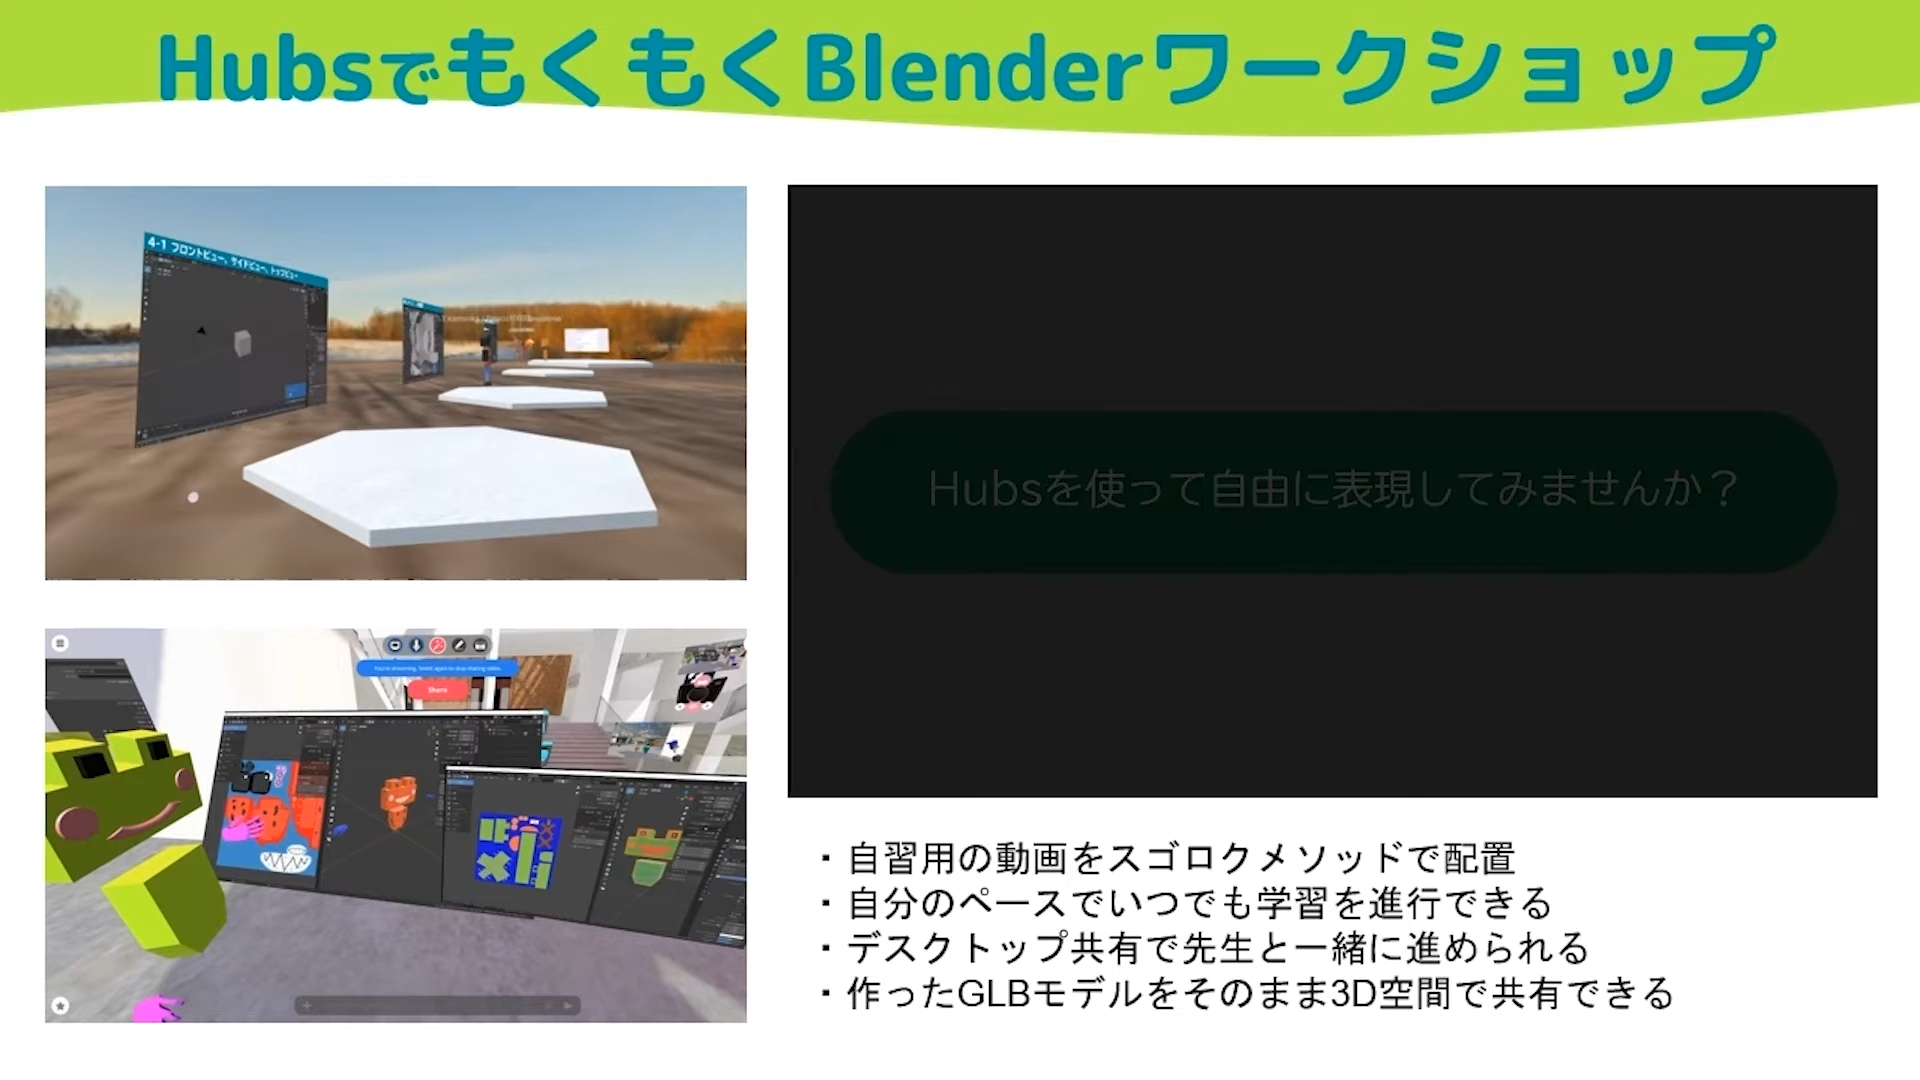 HubsでもくもくBlenderワークショップ
4-1 フロントビュー、サイドビュー、トップビュー
Hubsを使って自由に表現してみませんか？
Share
・自習用の動画をスゴロクメソッドで配置
・自分のペースでいつでも学習を進行できる
・デスクトップ共有で先生と一緒に進められる
・作ったGLBモデルをそのまま3D空間で共有できる